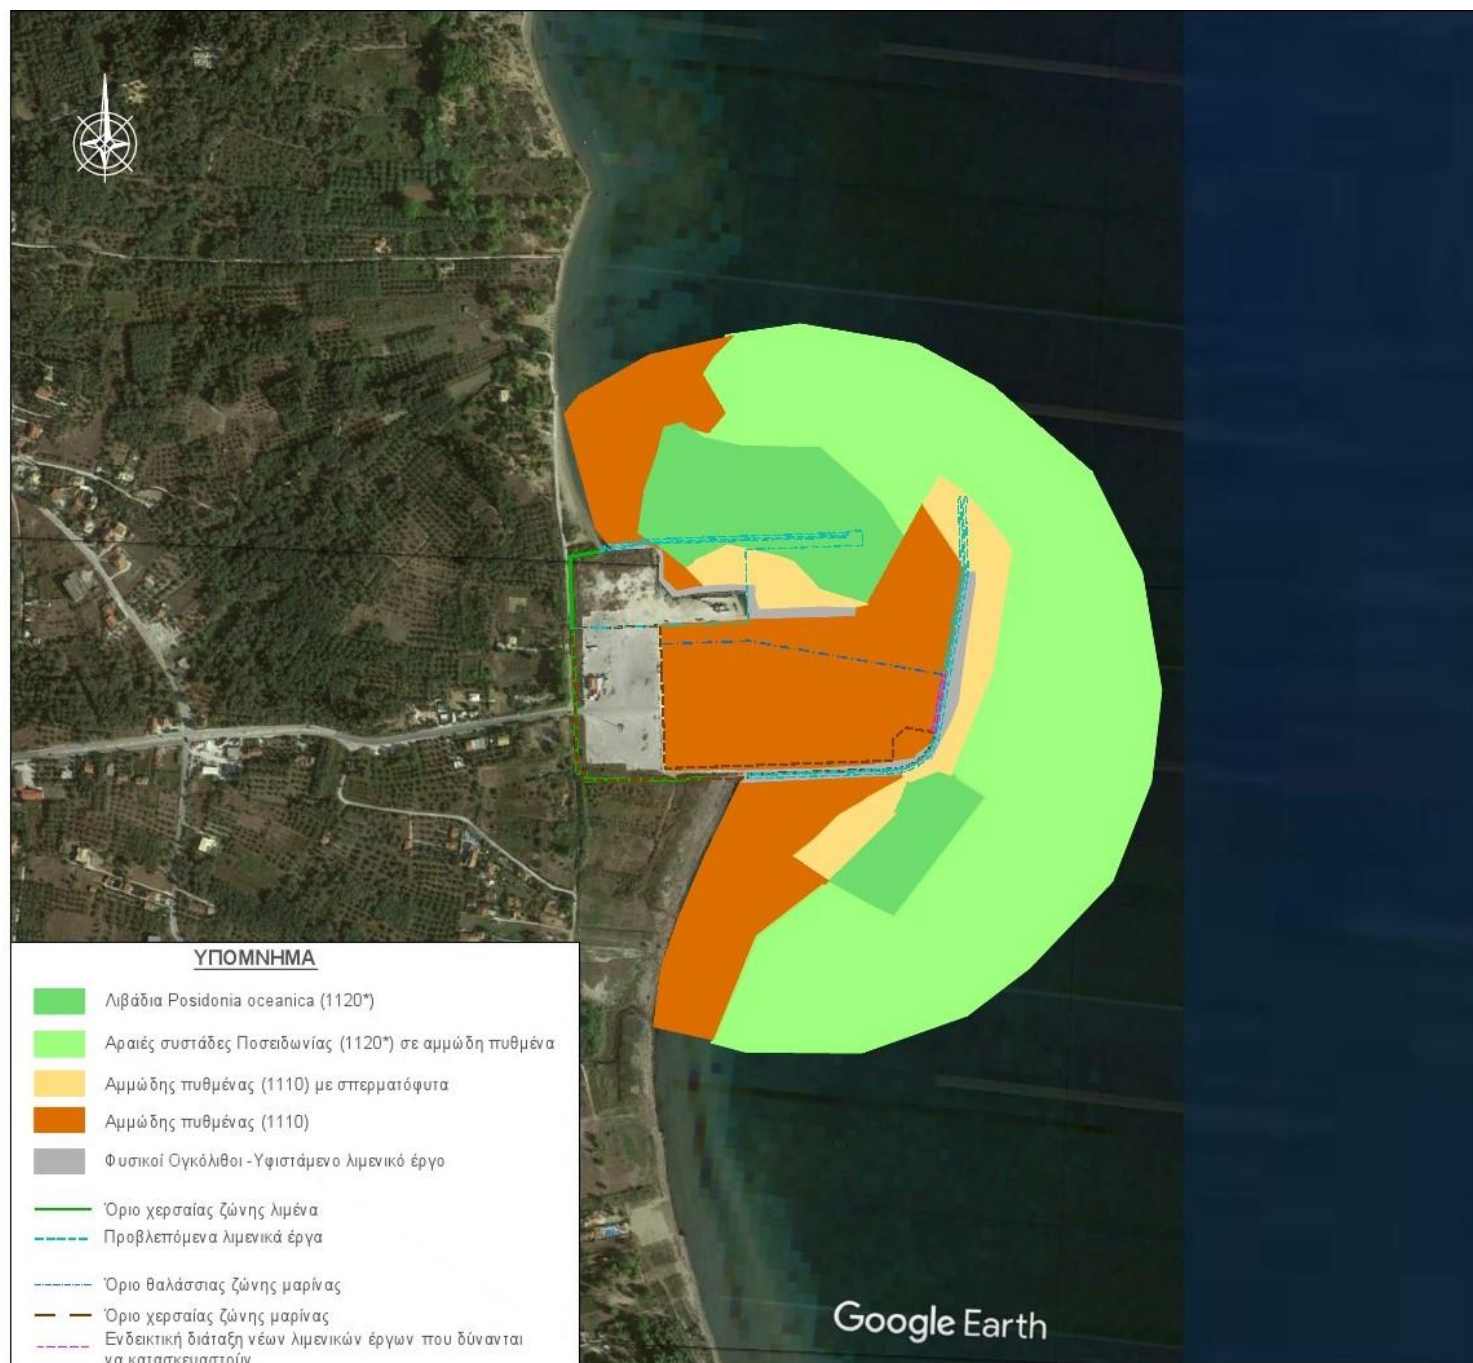 ΥΠΟΜΝΗΜΑ
Λιβάδια Posidonia oceanica (1120*)
Αραιές συστάδες Ποσειδωνίας (1120*) σε αμμώδη πυθμένα
Αμμώδης πυθμένας (1110) με σπερματόφυτα
Αμμώδης πυθμένας (1110)
Φυσικοί Ογκόλιθοι -Υφιστάμενο λιμενικό έργο
Όριο χερσαίας ζώνης λιμένα
Προβλεπόμενα λιμενικά έργα
Όριο θαλάσσιας ζώνης μαρίνας
Όριο χερσαίας ζώνης μαρίνας
Ενδεικτική διάταξη νέων λιμενικών έργων που δύνανται
να κατασκευαστούν
Google Earth